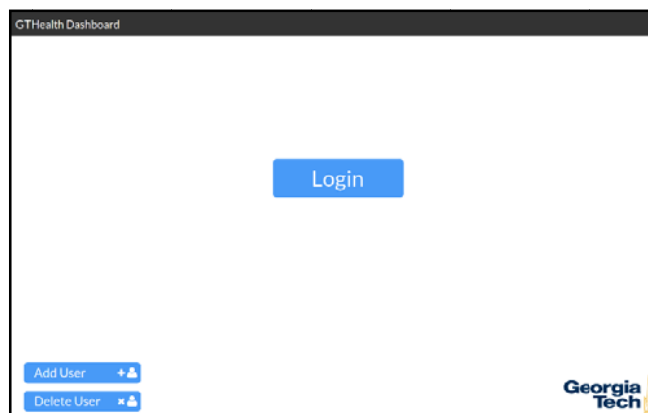 GTHealth Dashboard
Login
Add User
Delete User
Georgia
Tech